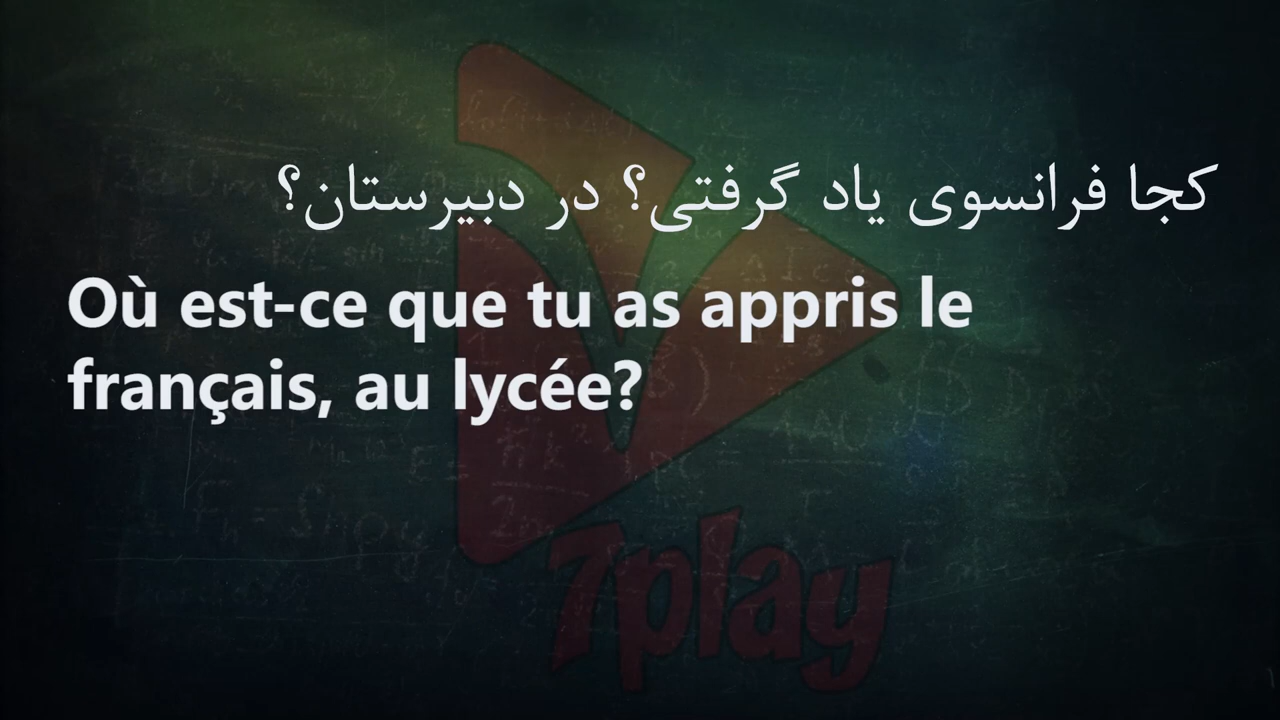 کجا فرانسوی یاد گرفتی؟ در دبیرستان؟
Où est-ce que tu as appris le
français, au lycée?
7play